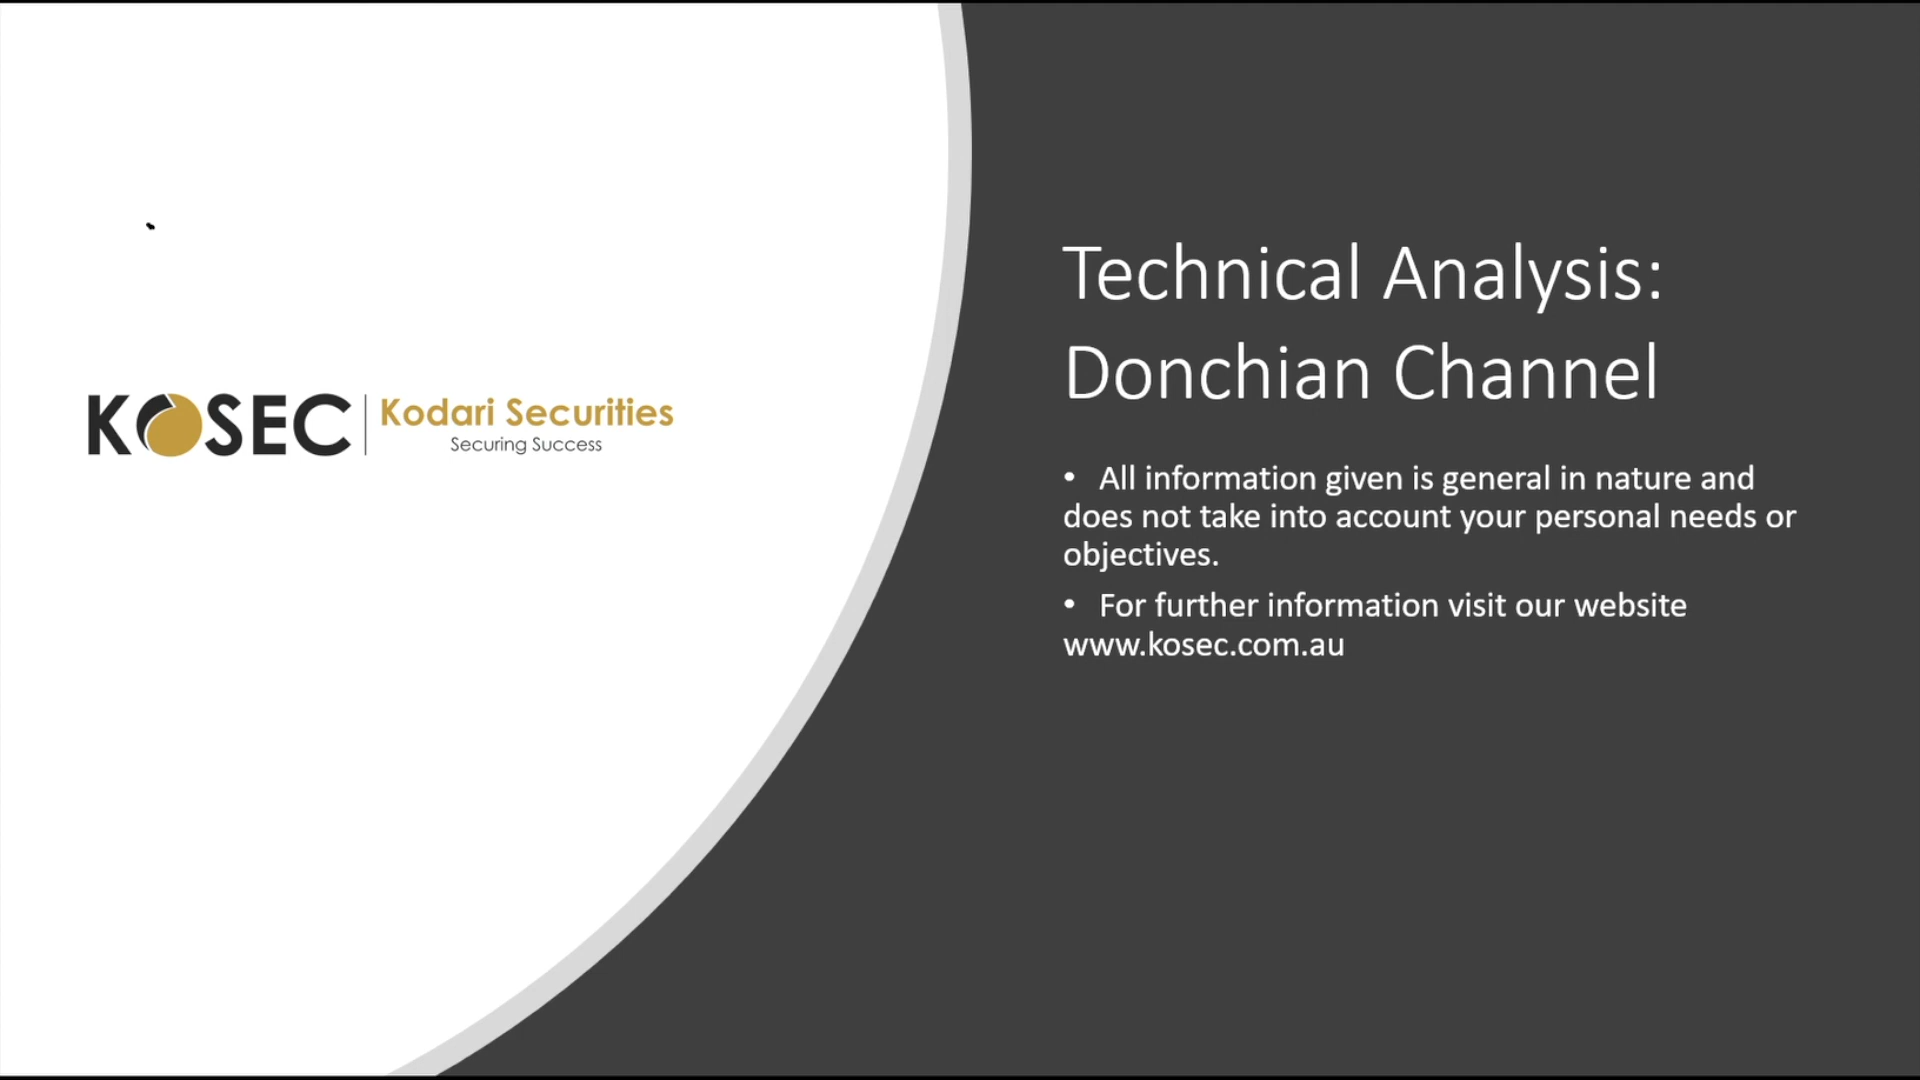 KOSEC
Kodari Securities
Securing Success
Technical Analysis:
Donchian Channel
• All information given is general in nature and
does not take into account your personal needs or
objectives.
• For further information visit our website
www.kosec.com.au